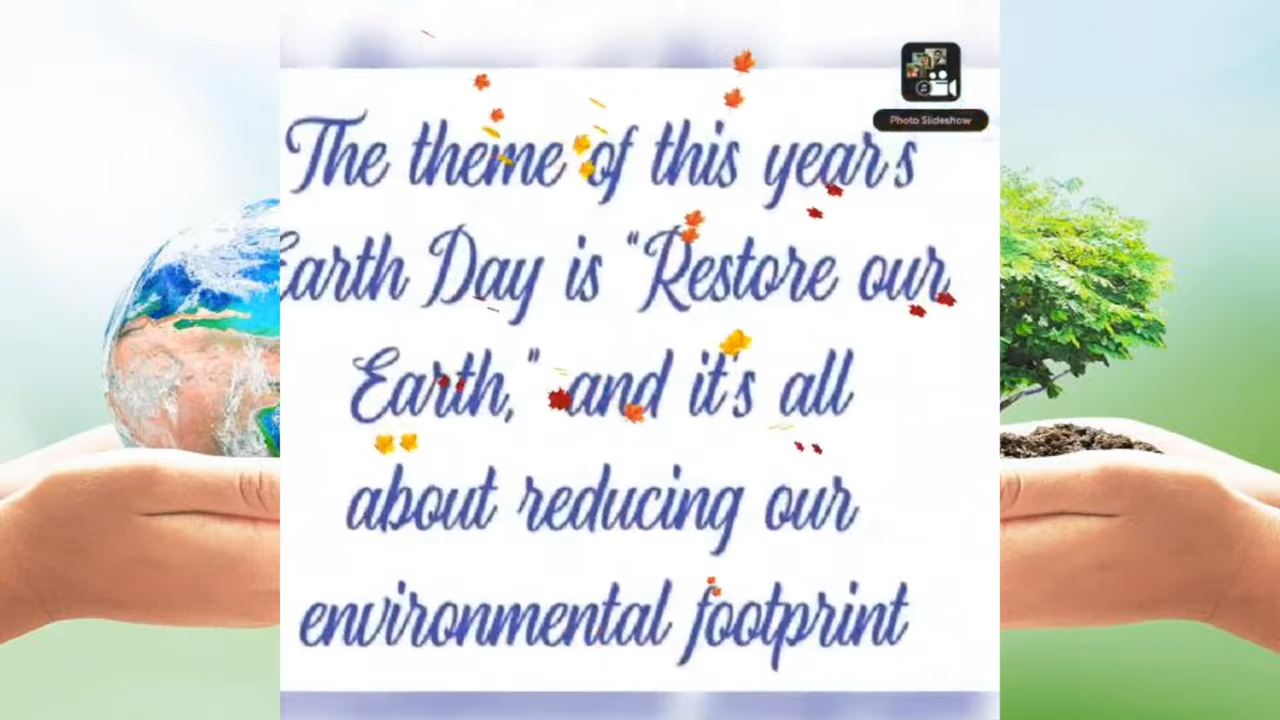 The theme of this year's
Earth Day is "Restore our
Earth," and it's all
about reducing our
environmental footprint
Photo Slideshow